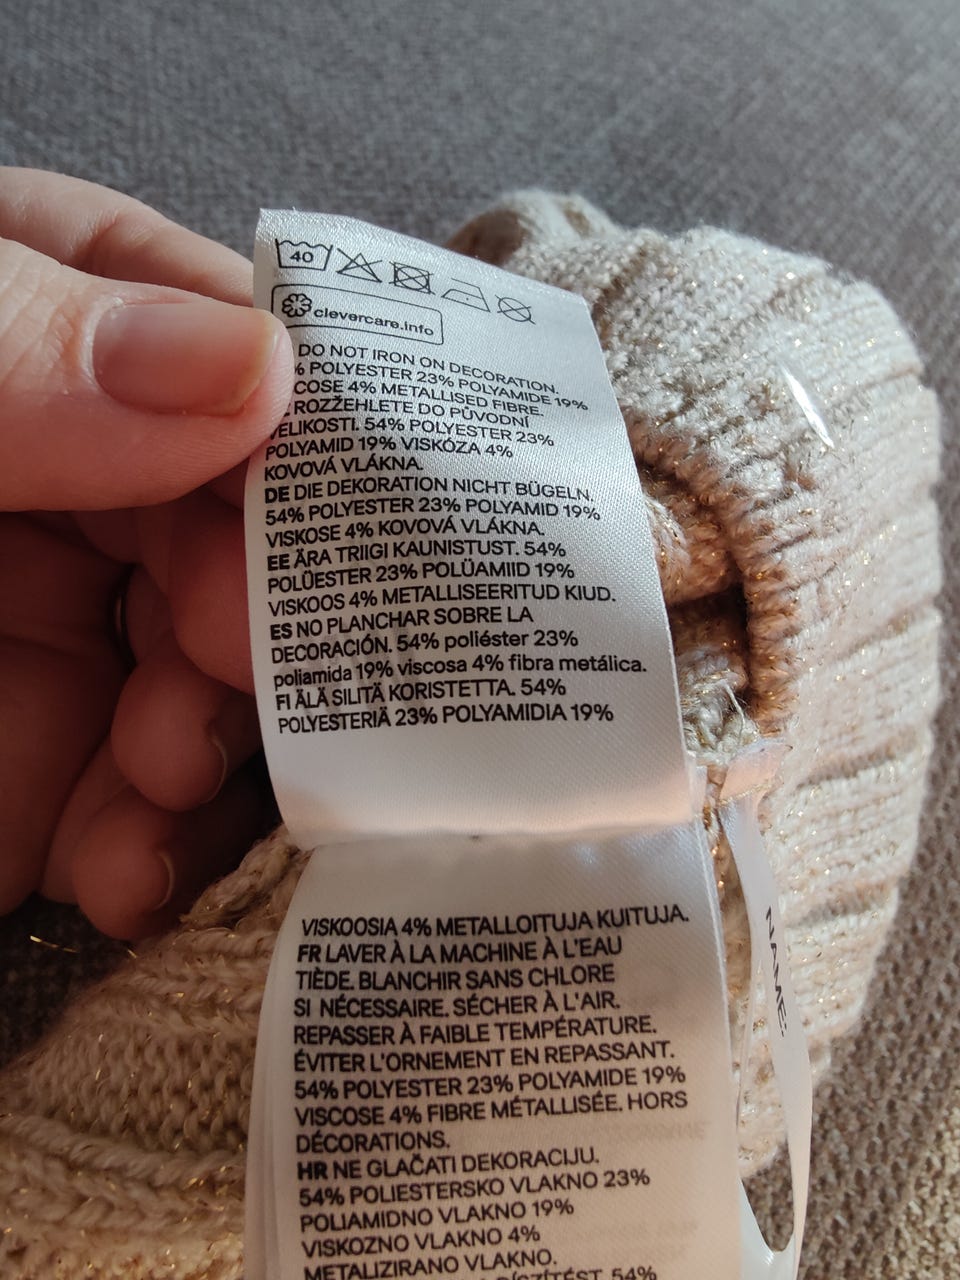 40
clevercare.info
DO NOT IRON ON DECORATION.
% POLYESTER 23% POLYAMIDE 19%
COSE 4% METALLISED FIBRE.
ROZŽEHLETE DO PŮVODNÍ
VELIKOSTI. 54% POLYESTER 23%
POLYAMID 19% VISKÓZA 4%
KOVOVÁ VLÁKNA.
DE DIE DEKORATION NICHT BÜGELN.
54% POLYESTER 23% POLYAMID 19%
VISKOSE 4% KOVOVÁ VLÁKNA.
EE ÄRA TRIIGI KAUNISTUST. 54%
POLÜESTER 23% POLÜAMIID 19%
VISKOOS 4% METALLISEERITUD KIUD.
ES NO PLANCHAR SOBRE LA
DECORACIÓN. 54% poliéster 23%
poliamida 19% viscosa 4% fibra metálica.
FI ÄLÄ SILITÄ KORISTETTA. 54%
POLYESTERIÄ 23% POLYAMIDIA 19%
VISKOOSIA 4% METALLOITUJA KUITUJA.
FR LAVER À LA MACHINE À L'EAU
TIÈDE. BLANCHIR SANS CHLORE
SI NÉCESSAIRE. SÉCHER À L'AIR.
REPASSER À FAIBLE TEMPÉRATURE.
ÉVITER L'ORNEMENT EN REPASSANT.
54% POLYESTER 23% POLYAMIDE 19%
VISCOSE 4% FIBRE MÉTALLISÉE. HORS
DÉCORATIONS.
HR NE GLAČATI DEKORACIJU.
54% POLIESTERSKO VLAKNO 23%
POLIAMIDNO VLAKNO 19%
VISKOZNO VLAKNO 4%
METALIZIRANO VLAKNO.
54%
NAME: